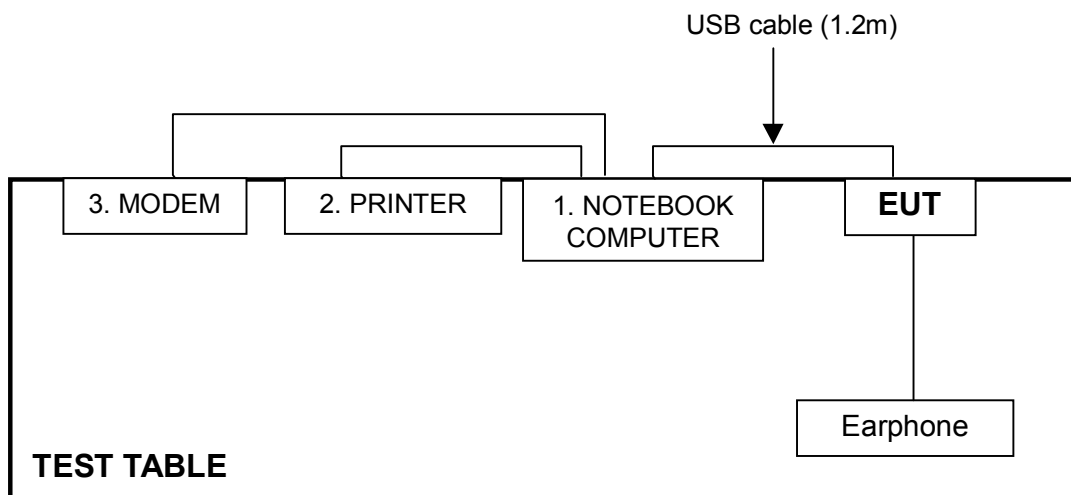 USB cable (1.2m)
3. MODEM
2. PRINTER
1. NOTEBOOK
COMPUTER
EUT
Earphone
TEST TABLE